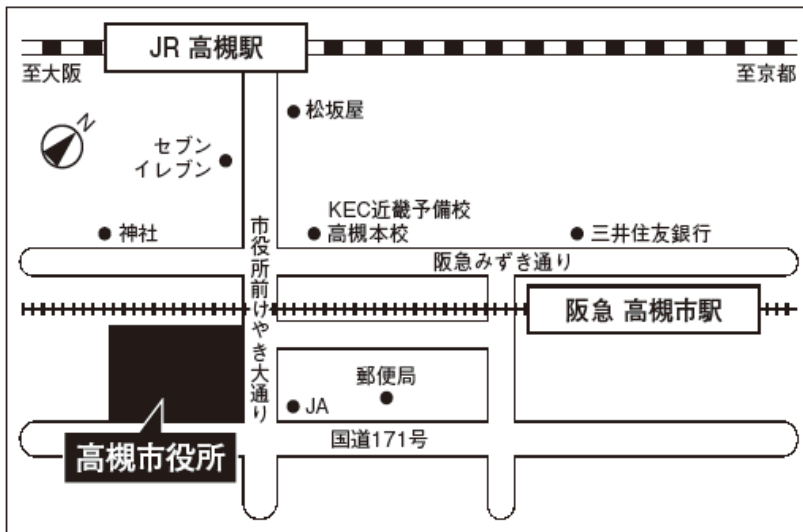 JR 高槻駅
至大阪
至京都
N
松坂屋
セブン
イレブン
KEC近畿予備校
高槻本校
神社
三井住友銀行
阪急みずき通り
市役所前けやき大通り
阪急 高槻市駅
郵便局
JA
国道171号
高槻市役所